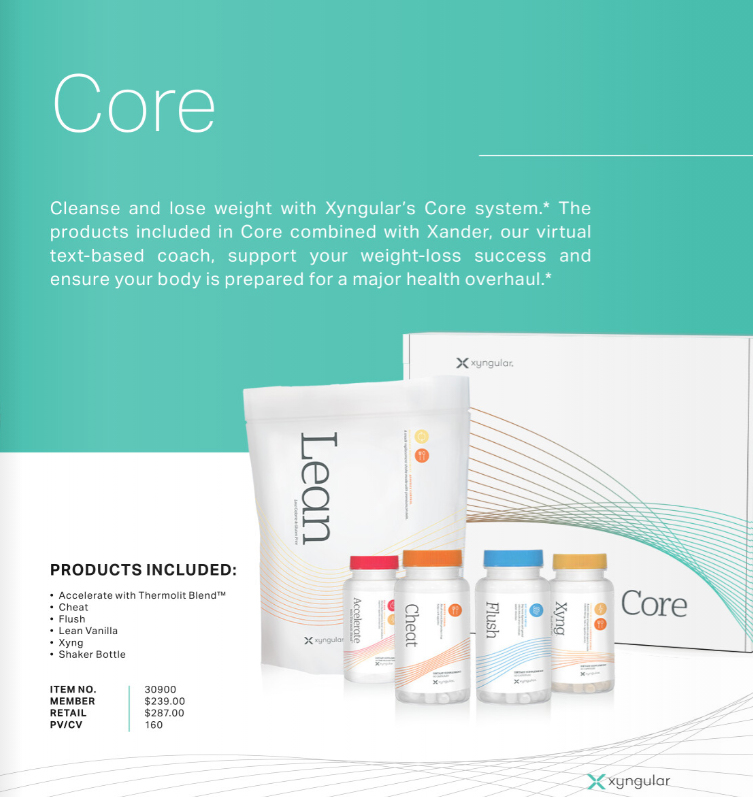 Core
Cleanse and lose weight with Xyngular's Core system.* The
products included in Core combined with Xander, our virtual
text-based coach, support your weight-loss success and
ensure your body is prepared for a major health overhaul.*
xyngular.
Lean
xyngular
Accelerate
Cheat
Flush
Xyng
Core
PRODUCTS INCLUDED:
• Accelerate with Thermolit Blend™
• Cheat
• Flush
• Lean Vanilla
• Xyng
• Shaker Bottle
ITEM NO. 30900
MEMBER $239.00
RETAIL $287.00
PV/CV 160
xyngular